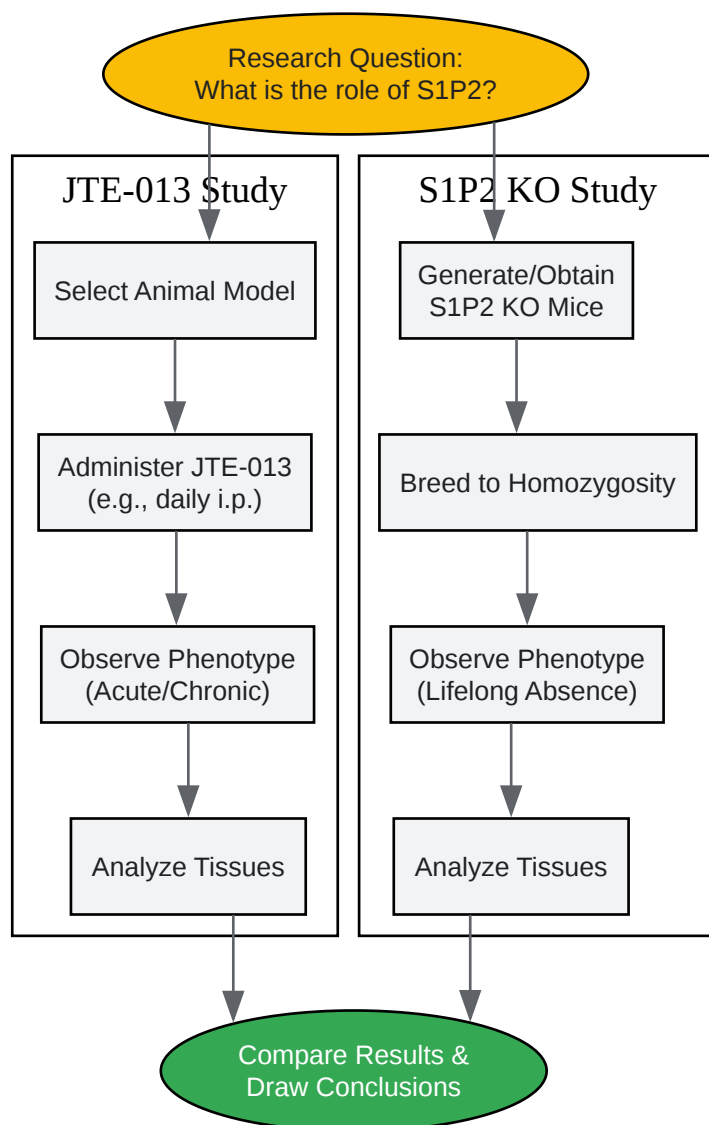 Research Question:
What is the role of S1P2?
JTE-013 Study
Select Animal Model
Administer JTE-013
(e.g., daily i.p.)
Observe Phenotype
(Acute/Chronic)
Analyze Tissues
S1P2 KO Study
Generate/Obtain
S1P2 KO Mice
Breed to Homozygosity
Observe Phenotype
(Lifelong Absence)
Analyze Tissues
Compare Results &
Draw Conclusions